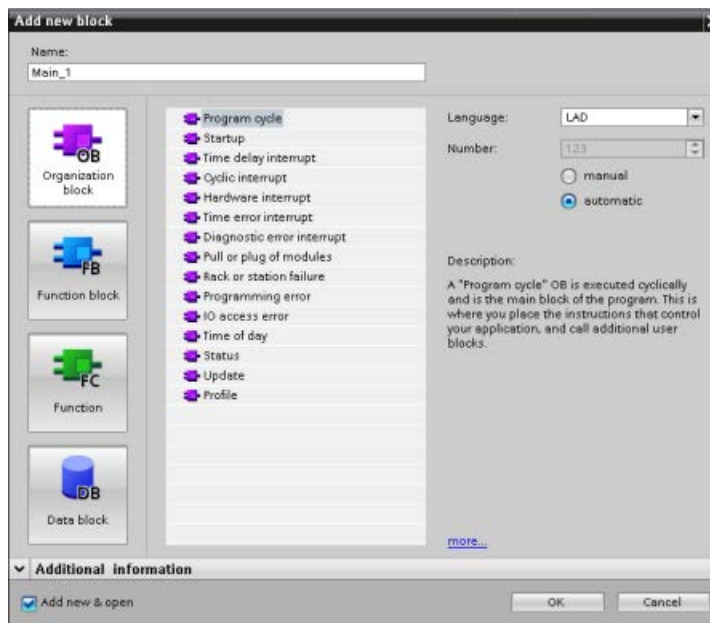 Add new block
Name:
Main_1
OB
Organization
block
FB
Function block
FC
Function
DB
Data block
Program cycle
Startup
Time delay interrupt
Cyclic interrupt
Hardware interrupt
Time error interrupt
Diagnostic error interrupt
Pull or plug of modules
Rack or station failure
Programming error
IO access error
Time of day
Status
Update
Profile
Language:
LAD
Number:
123
manual
automatic
Description:
A "Program cycle" OB is executed cyclically
and is the main block of the program. This is
where you place the instructions that control
your application, and call additional user
blocks.
more...
Additional information
Add new & open
OK
Cancel